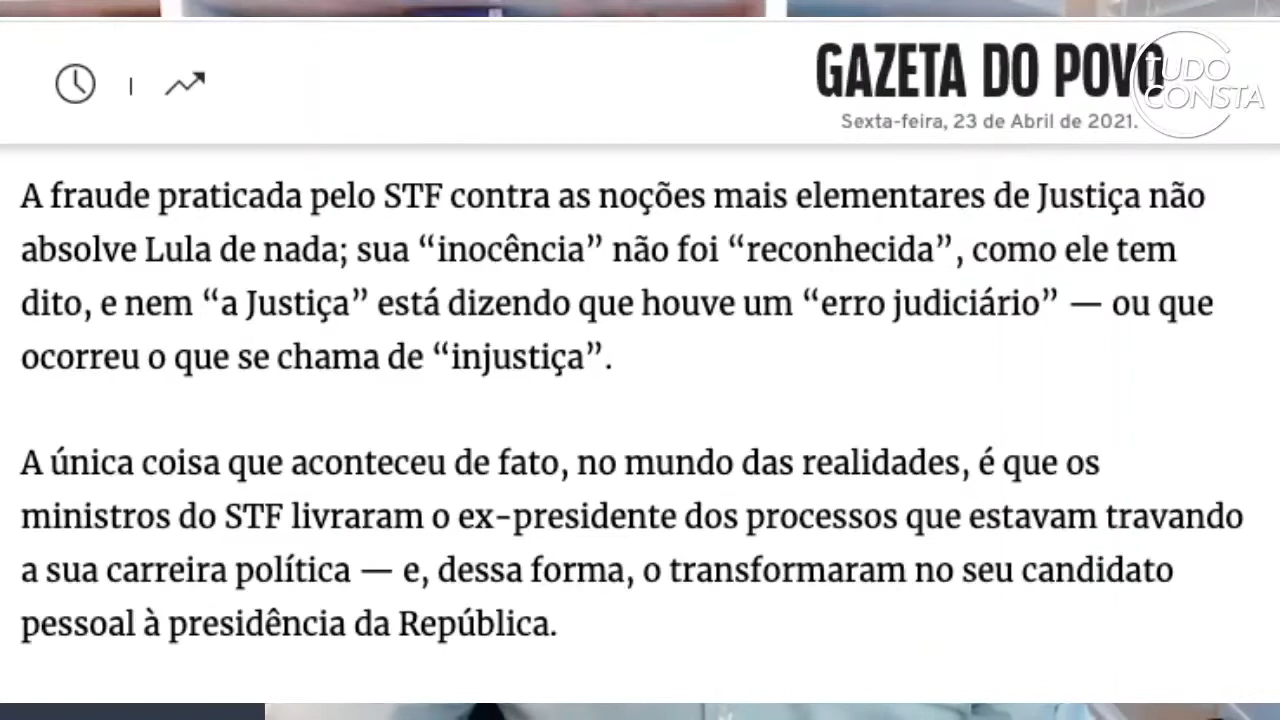 GAZETA DO POVO
TUDO
CONSTA
Sexta-feira, 23 de Abril de 2021.
A fraude praticada pelo STF contra as noções mais elementares de Justiça não
absolve Lula de nada; sua “inocência” não foi “reconhecida”, como ele tem
dito, e nem “a Justiça” está dizendo que houve um “erro judiciário” — ou que
ocorreu o que se chama de “injustiça”.
A única coisa que aconteceu de fato, no mundo das realidades, é que os
ministros do STF livraram o ex-presidente dos processos que estavam travando
a sua carreira política — e, dessa forma, o transformaram no seu candidato
pessoal à presidência da República.